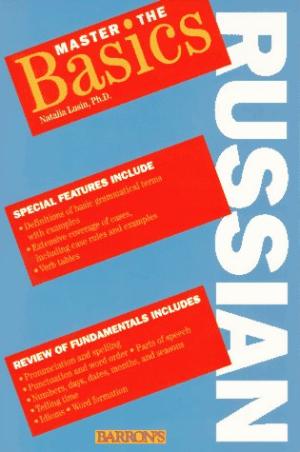 MASTER • THE
Basics
Natalia Lusin, Ph.D.
RUSSIAN
SPECIAL FEATURES INCLUDE
• Definitions of basic grammatical terms
with examples
• Extensive coverage of cases,
including case rules and examples
• Verb tables
REVIEW OF FUNDAMENTALS INCLUDES
• Pronunciation and spelling
• Punctuation and word order • Parts of speech
• Numbers, days, dates, months, and seasons
• Telling time
• Idioms • Word formation
BARRON'S